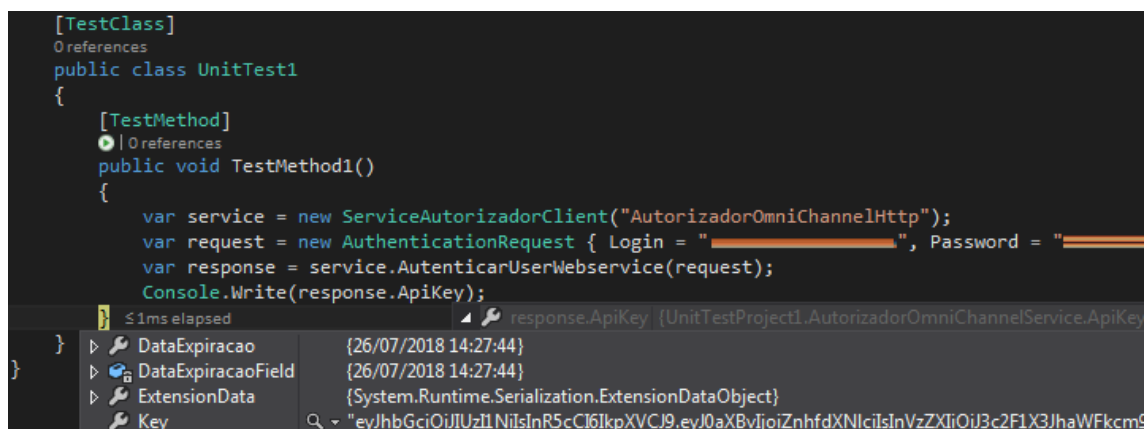 [TestClass]
0 references
public class UnitTest1
{
[TestMethod]
| 0 references
public void TestMethod1()
{
var service = new ServiceAutorizadorClient("AutorizadorOmniChannelHttp");
var request = new AuthenticationRequest { Login = "", Password = "
var response = service.AutenticarUserWebservice(request);
Console.Write(response.ApiKey);
} ≤1ms elapsed response.ApiKey {UnitTestProject1.AutorizadorOmniChannelService.ApiKey
} DataExpiracao {26/07/2018 14:27:44}
} DataExpiracaoField {26/07/2018 14:27:44}
ExtensionData {System.Runtime.Serialization.ExtensionDataObject}
Key